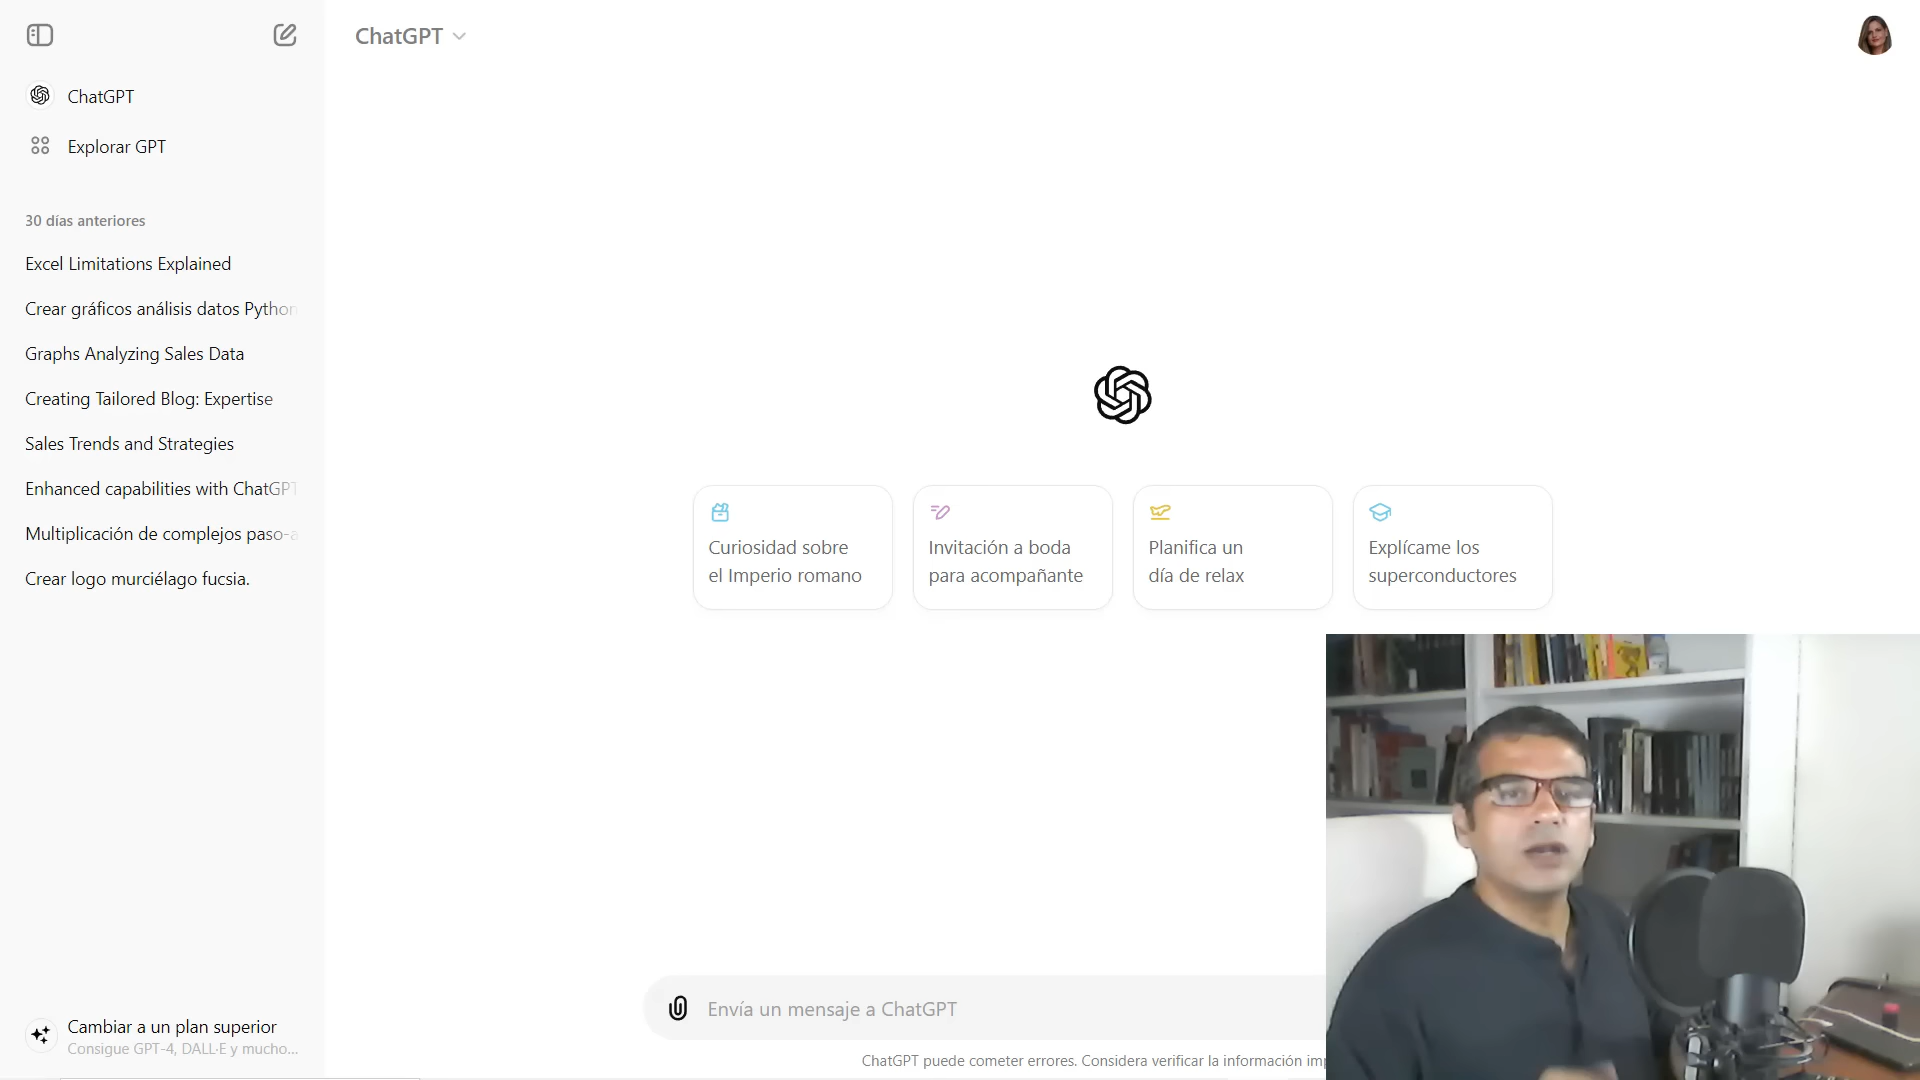 ChatGPT
ChatGPT
Explorar GPT
30 días anteriores
Excel Limitations Explained
Crear gráficos análisis datos Python
Graphs Analyzing Sales Data
Creating Tailored Blog: Expertise
Sales Trends and Strategies
Enhanced capabilities with ChatGPT
Multiplicación de complejos paso-a
Crear logo murciélago fucsia.
Curiosidad sobre
el Imperio romano
Invitación a boda
para acompañante
Planifica un
día de relax
Explícame los
superconductores
Cambiar a un plan superior
Consigue GPT-4, DALL·E y mucho...
Envía un mensaje a ChatGPT
ChatGPT puede cometer errores. Considera verificar la información imp